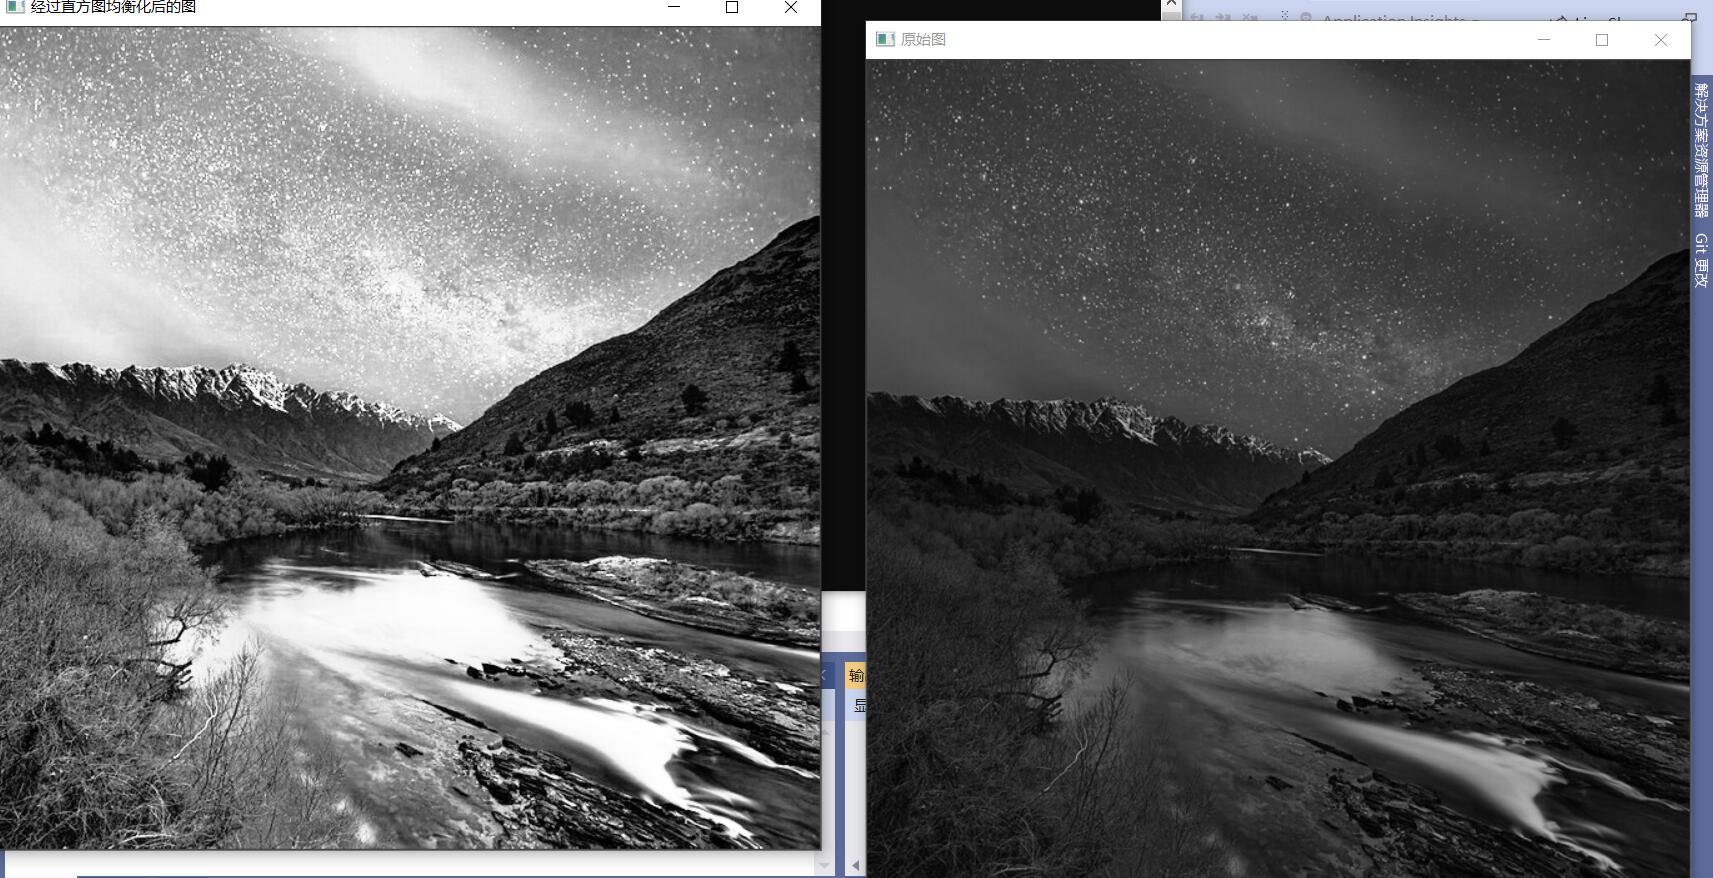 经过直方图均衡化后的图
Application Insights
原始图
解决方案资源管理器
Git 更改
输
显